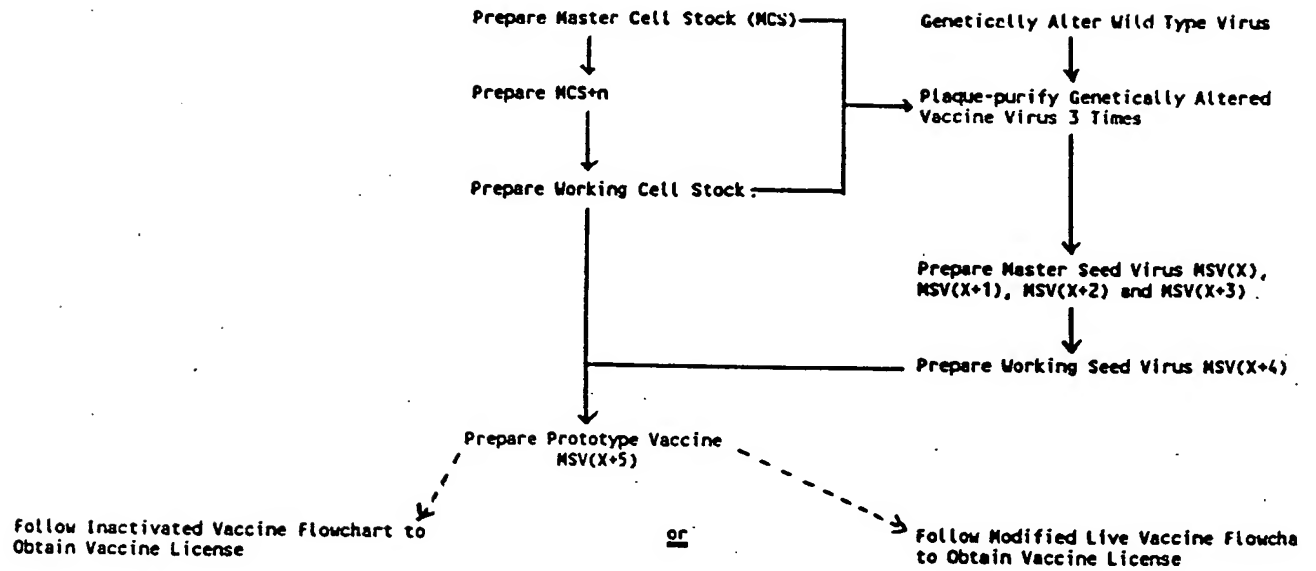 Prepare Master Cell Stock (MCS)
Genetically Alter Wild Type Virus
Prepare MCS+n
Plaque-purify Genetically Altered
Vaccine Virus 3 Times
Prepare Working Cell Stock
Prepare Master Seed Virus MSV(X),
MSV(X+1), MSV(X+2) and MSV(X+3)
Prepare Working Seed Virus MSV(X+4)
Prepare Prototype Vaccine
MSV(X+5)
Follow Inactivated Vaccine Flowchart to
Obtain Vaccine License
or
Follow Modified Live Vaccine Flowcha
to Obtain Vaccine License